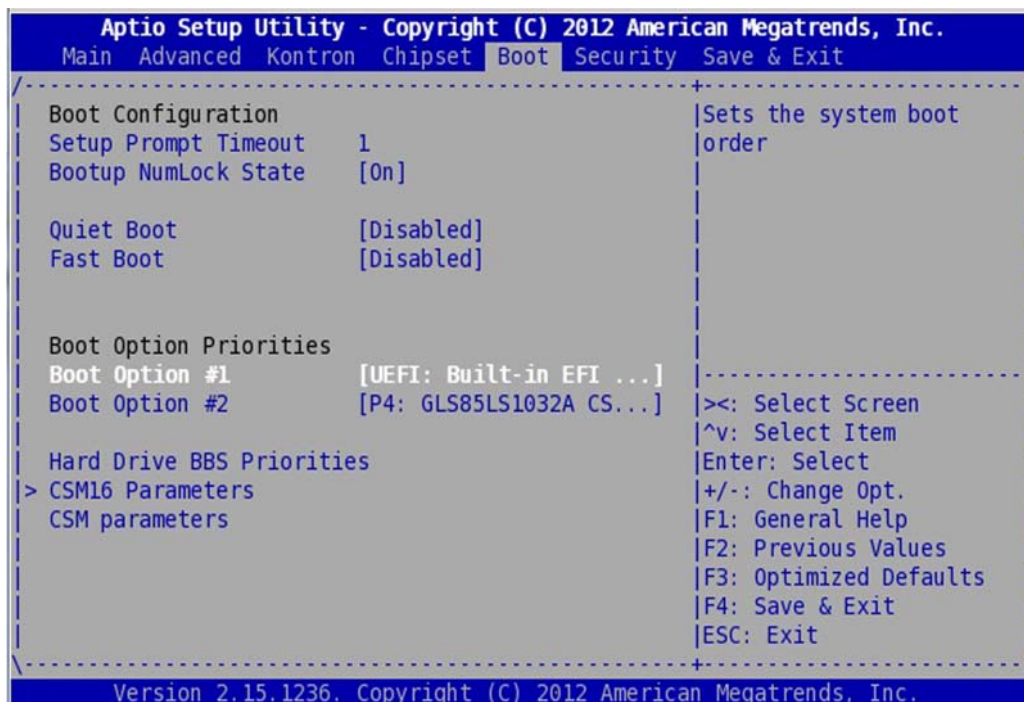 Aptio Setup Utility - Copyright (C) 2012 American Megatrends, Inc.
Main Advanced Kontron Chipset Boot Security Save & Exit
Boot Configuration
Setup Prompt Timeout 1
Bootup NumLock State [On]
Quiet Boot [Disabled]
Fast Boot [Disabled]
Boot Option Priorities
Boot Option #1 [UEFI: Built-in EFI ...]
Boot Option #2 [P4: GLS85LS1032A CS...]
Hard Drive BBS Priorities
> CSM16 Parameters
CSM parameters
Sets the system boot
order
><: Select Screen
^v: Select Item
Enter: Select
+/-: Change Opt.
F1: General Help
F2: Previous Values
F3: Optimized Defaults
F4: Save & Exit
ESC: Exit
Version 2.15.1236. Copyright (C) 2012 American Megatrends, Inc.